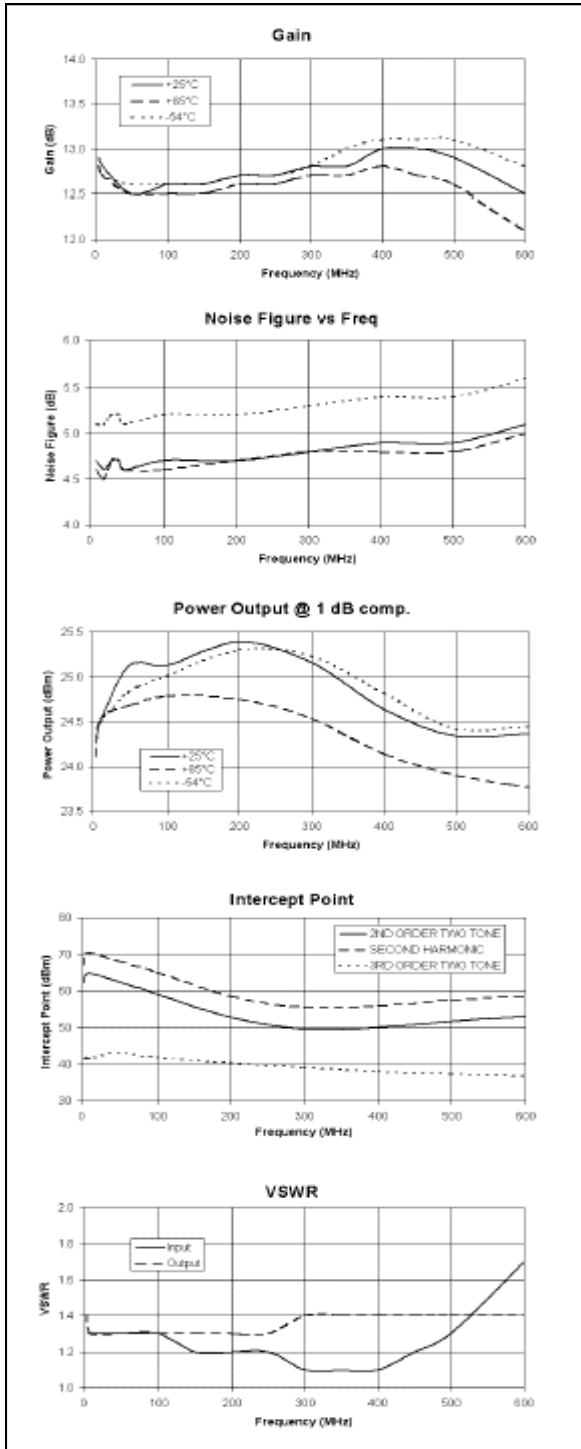 Gain
14.0
+25°C
+85°C
-54°C
13.5
13.0
12.5
12.0
Gain (dB)
0 100 200 300 400 500 600
Frequency (MHz)
Noise Figure vs Freq
6.0
5.5
5.0
4.5
4.0
Noise Figure (dB)
0 100 200 300 400 500 600
Frequency (MHz)
Power Output @ 1 dB comp.
25.5
25.0
24.5
24.0
23.5
Power Output (dBm)
+25°C
+85°C
-54°C
0 100 200 300 400 500 600
Frequency (MHz)
Intercept Point
80
70
60
50
40
30
Intercept Point (dBm)
2ND ORDER TWO TONE
SECOND HARMONIC
3RD ORDER TWO TONE
0 100 200 300 400 500 600
Frequency (MHz)
VSWR
2.0
1.8
1.6
1.4
1.2
1.0
VSWR
Input
Output
0 100 200 300 400 500 600
Frequency (MHz)